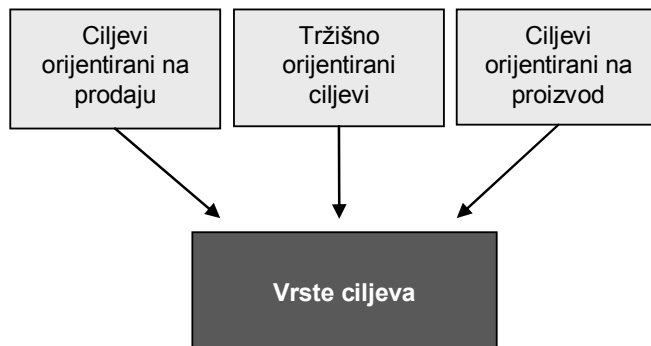 Ciljevi
orijentirani na
prodaju
Tržišno
orijentirani
ciljevi
Ciljevi
orijentirani na
proizvod
Vrste ciljeva